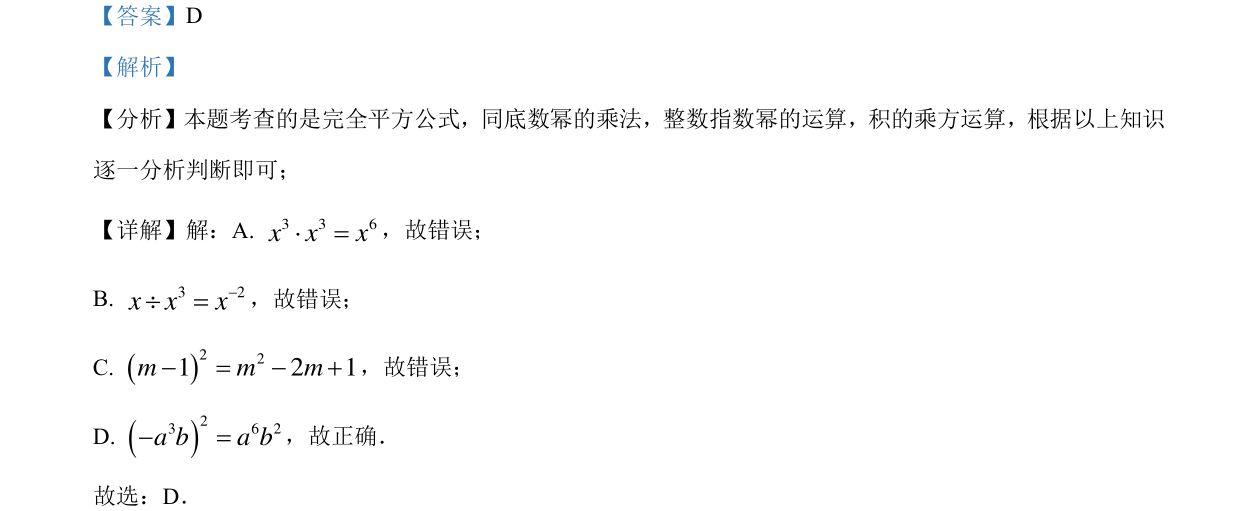 【答案】D
【解析】
【分析】本题考查的是完全平方公式，同底数幂的乘法，整数指数幂的运算，积的乘方运算，根据以上知识
逐一分析判断即可；
【详解】解：A. x³·x³=x⁶，故错误；
B. x÷x³=x⁻²，故错误；
C. (m−1)²=m²−2m+1，故错误；
D. (−a³b)²=a⁶b²，故正确．
故选：D．